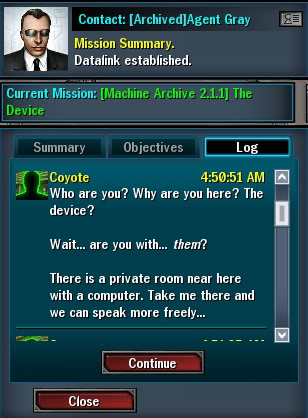 Contact: [Archived]Agent Gray
Mission Summary.
Datalink established.
Current Mission: [Machine Archive 2.1.1] The
Device
Summary Objectives Log
Coyote 4:50:51 AM
Who are you? Why are you here? The
device?
Wait... are you with... them?
There is a private room near here
with a computer. Take me there and
we can speak more freely...
Continue
Close